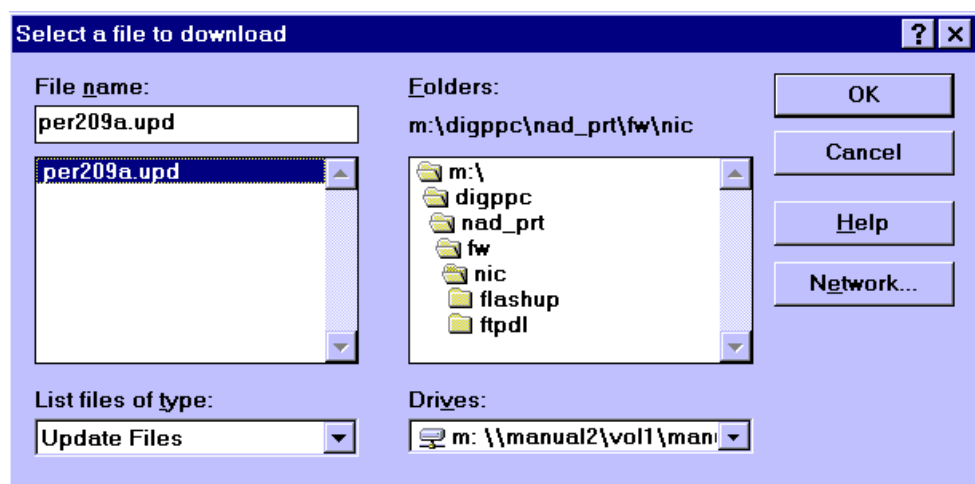 Select a file to download
File name:
per209a.upd
per209a.upd
List files of type:
Update Files
Folders:
m:\digppc\nad_prt\fw\nic
m:\
digppc
nad_prt
fw
nic
flashup
ftpdl
Drives:
m: \\manual2\vol1\man
OK
Cancel
Help
Network...